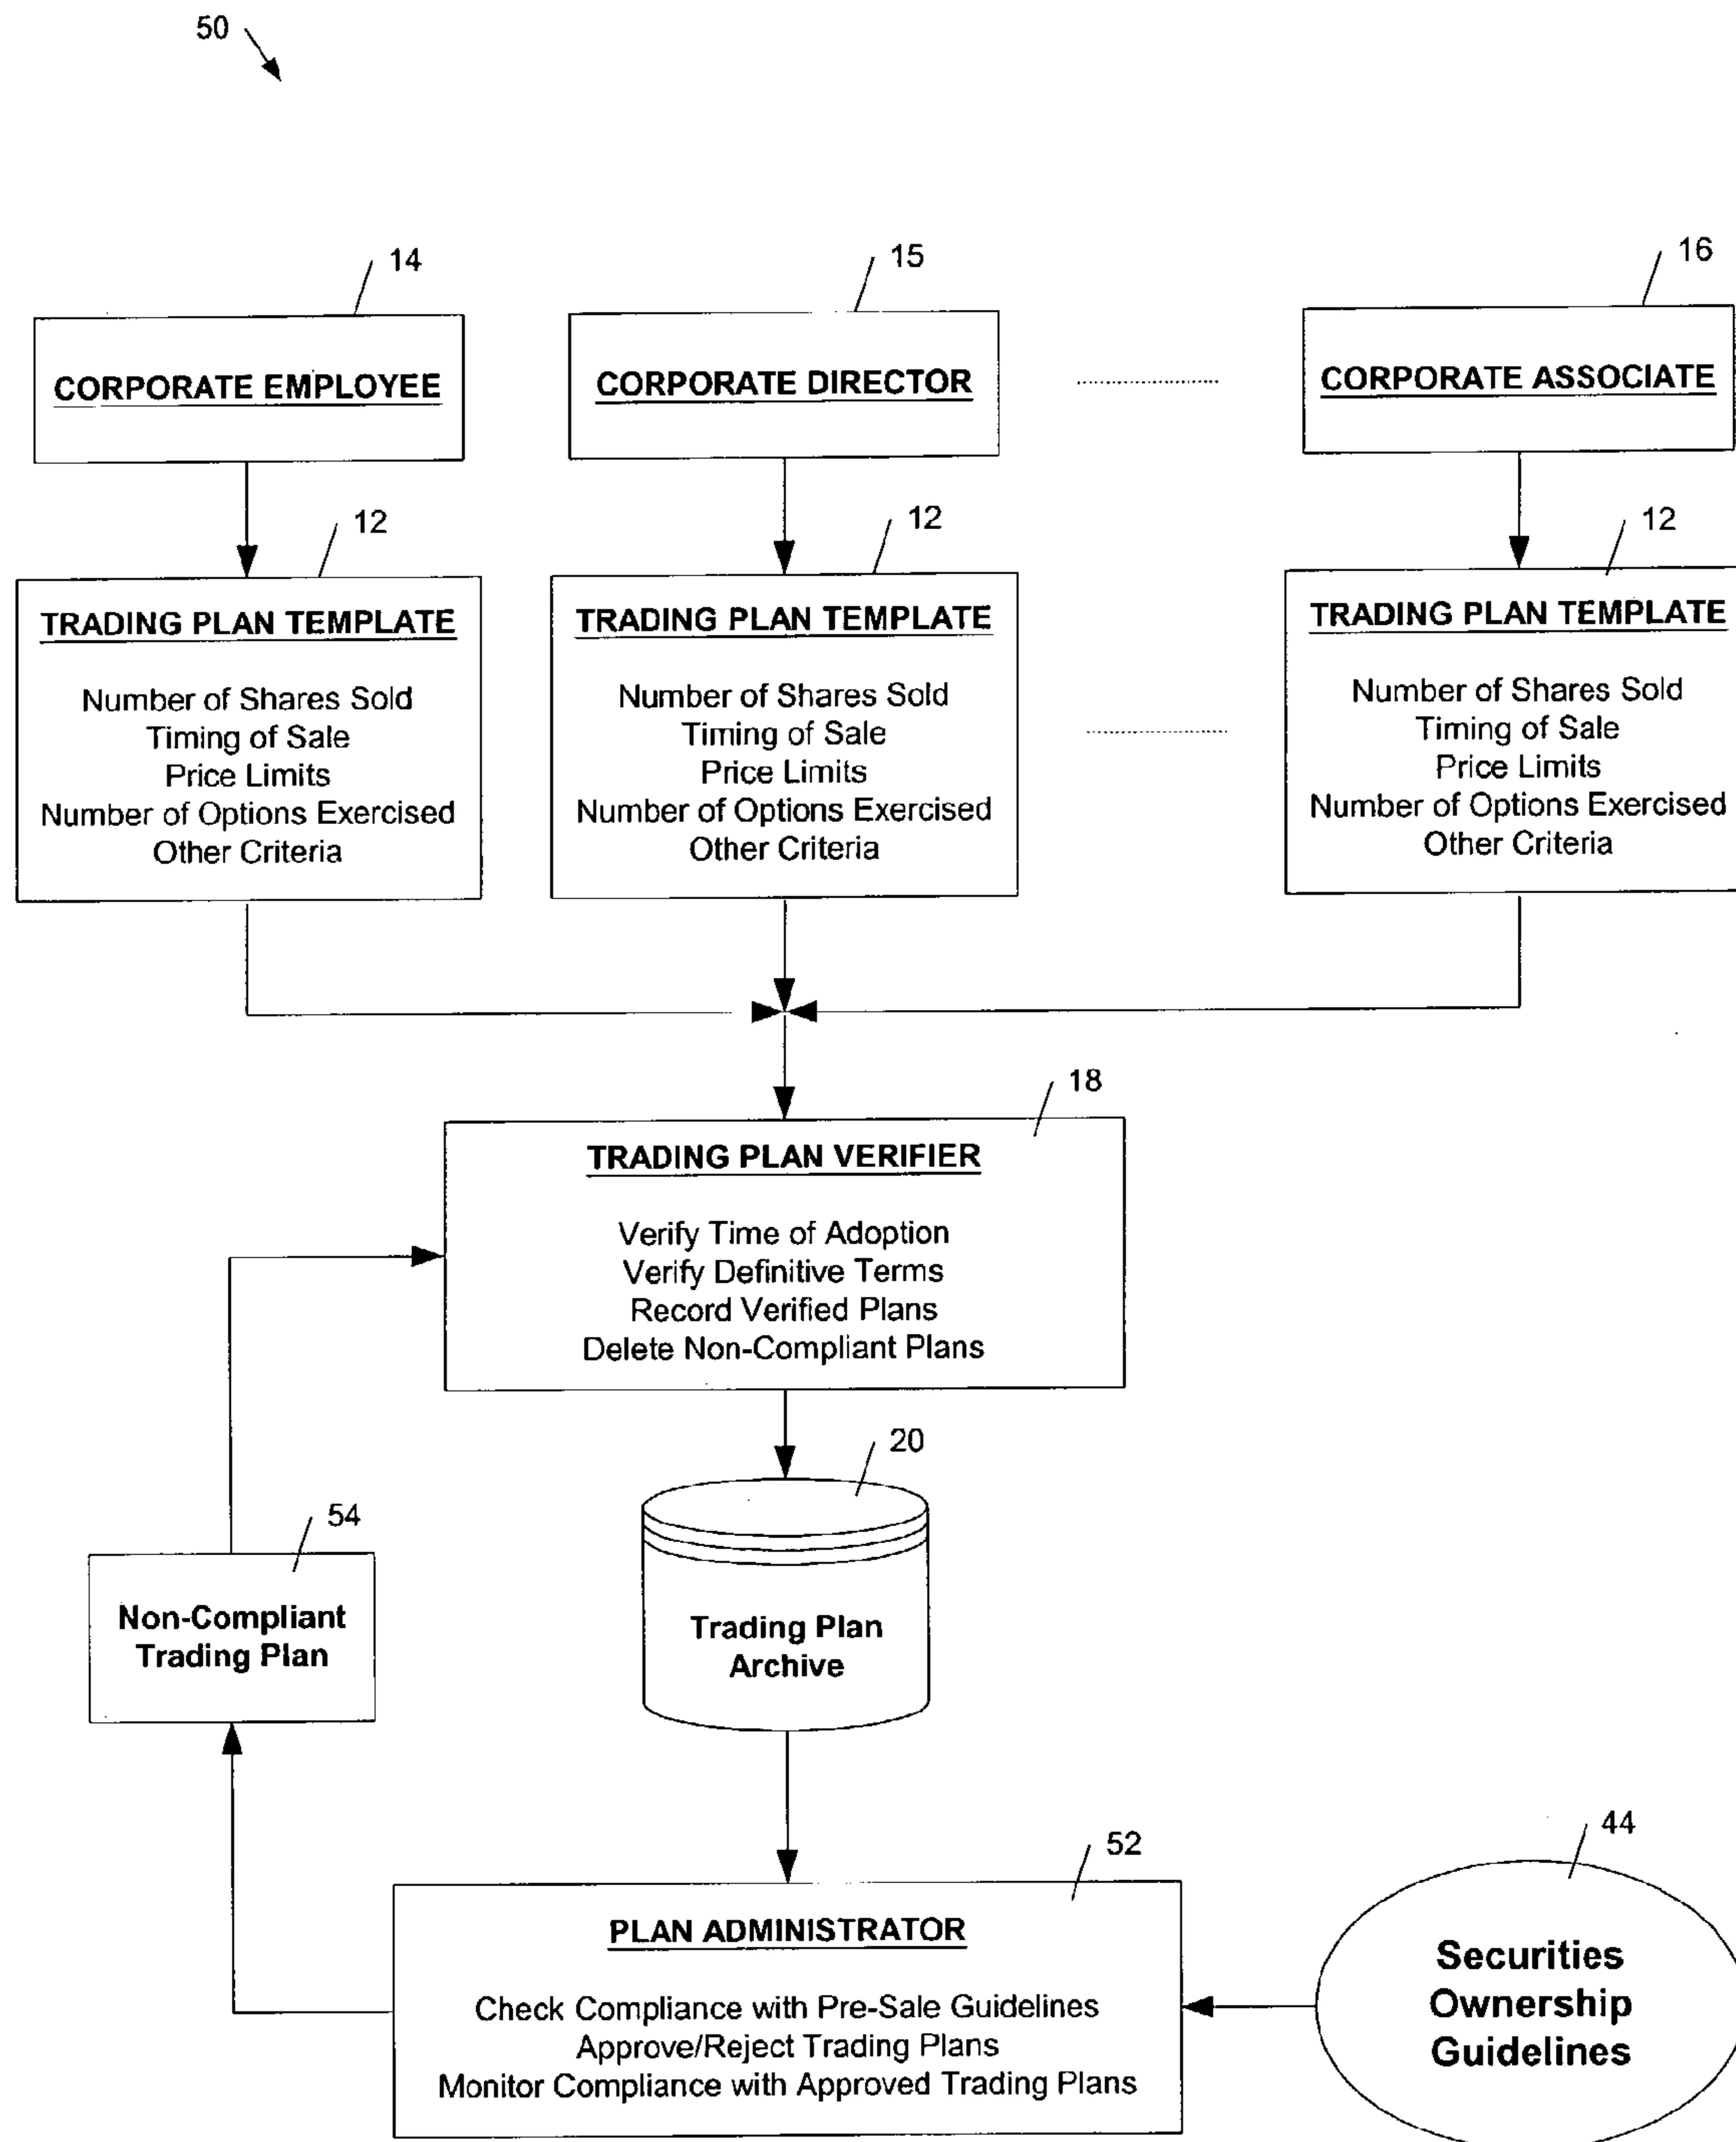 50
14
15
16
CORPORATE EMPLOYEE
CORPORATE DIRECTOR
CORPORATE ASSOCIATE
12
12
12
TRADING PLAN TEMPLATE
Number of Shares Sold
Timing of Sale
Price Limits
Number of Options Exercised
Other Criteria
TRADING PLAN TEMPLATE
Number of Shares Sold
Timing of Sale
Price Limits
Number of Options Exercised
Other Criteria
TRADING PLAN TEMPLATE
Number of Shares Sold
Timing of Sale
Price Limits
Number of Options Exercised
Other Criteria
18
TRADING PLAN VERIFIER
Verify Time of Adoption
Verify Definitive Terms
Record Verified Plans
Delete Non-Compliant Plans
20
Trading Plan
Archive
54
Non-Compliant
Trading Plan
52
PLAN ADMINISTRATOR
Check Compliance with Pre-Sale Guidelines
Approve/Reject Trading Plans
Monitor Compliance with Approved Trading Plans
44
Securities
Ownership
Guidelines